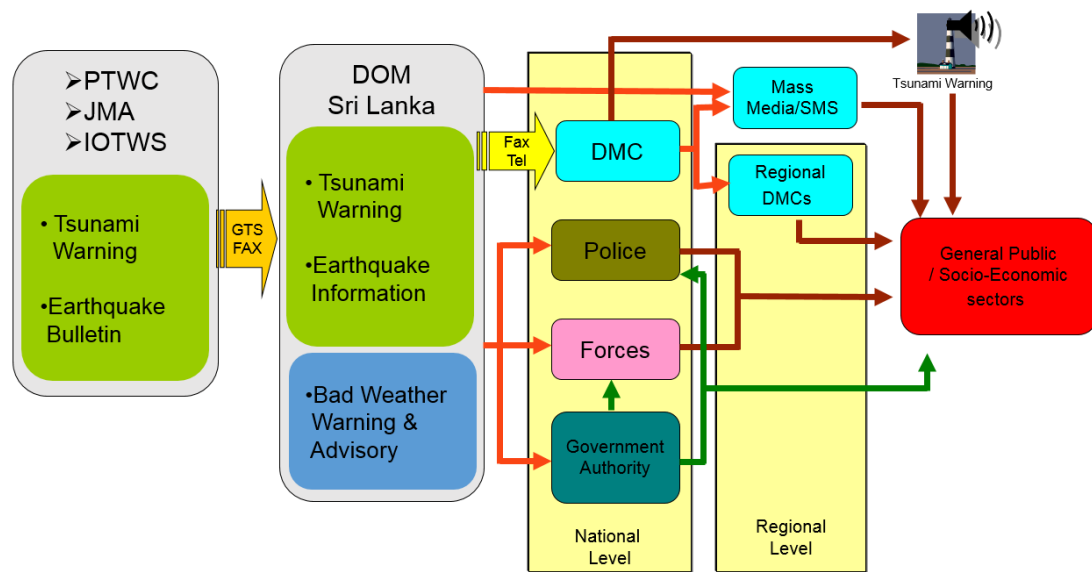 ➢PTWC
➢JMA
➢IOTWS
• Tsunami
Warning
•Earthquake
Bulletin
GTS
FAX
DOM
Sri Lanka
• Tsunami
Warning
•Earthquake
Information
•Bad Weather
Warning &
Advisory
Fax
Tel
DMC
Police
Forces
Government
Authority
National
Level
Mass
Media/SMS
Regional
DMCs
Regional
Level
Tsunami Warning
General Public
/ Socio-Economic
sectors